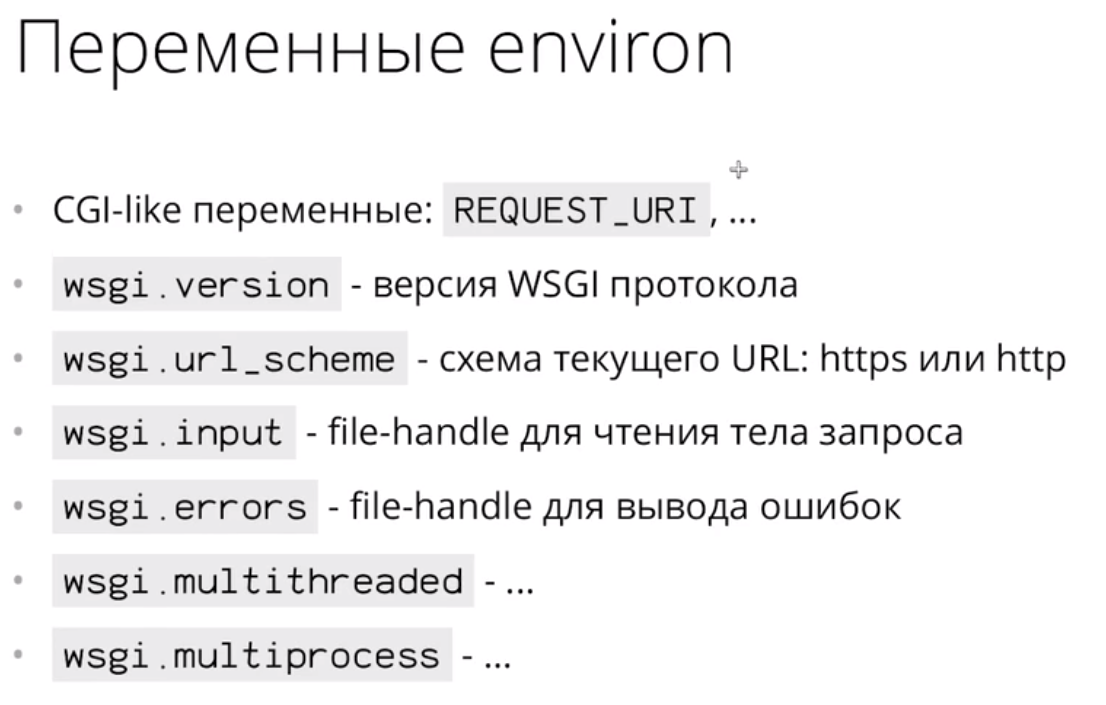 Переменные environ
CGI-like переменные: REQUEST_URI, ...
wsgi.version - версия WSGI протокола
wsgi.url_scheme - схема текущего URL: https или http
wsgi.input - file-handle для чтения тела запроса
wsgi.errors - file-handle для вывода ошибок
wsgi.multithreaded - ...
wsgi.multiprocess - ...